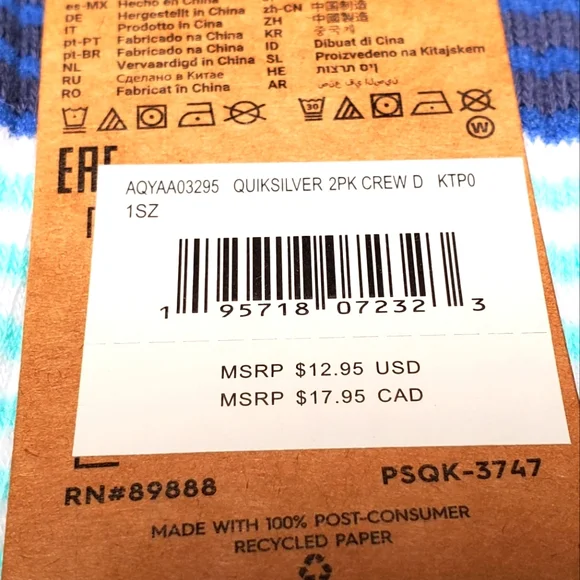 es-MX Hecho en China
DE Hergestellt in China
IT Prodotto In Cina
pt-PT Fabricado na China
pt-BR Fabricado na China
NL Vervaardigd in China
RU Сделано в Китае
RO Fabricat în China
zh-CN 中国制造
ZH 中國製造
KR 중국제
ID Dibuat di Cina
SL Proizvedeno na Kitajskem
HE
AR
30
W
EAC
AQYAA03295 QUIKSILVER 2PK CREW D KTP0
1SZ
1 95718 07232 3
MSRP $12.95 USD
MSRP $17.95 CAD
RN#89888
PSQK-3747
MADE WITH 100% POST-CONSUMER
RECYCLED PAPER